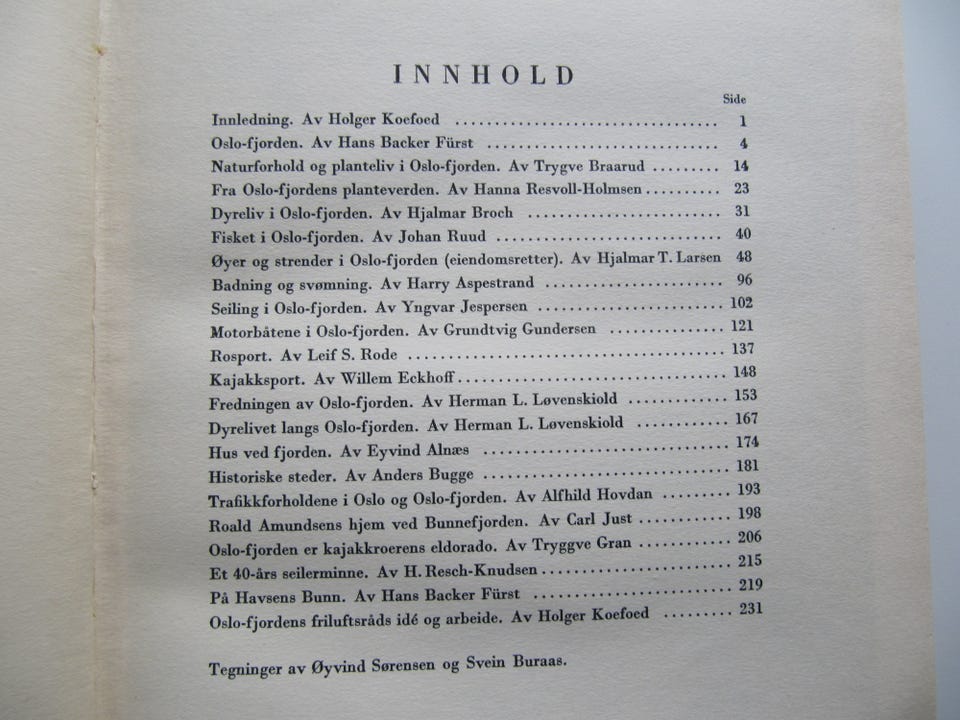 INNHOLD
Side
Innledning. Av Holger Koefoed ................................. 1
Oslo-fjorden. Av Hans Backer Fürst ............................. 4
Naturforhold og planteliv i Oslo-fjorden. Av Trygve Braarud ......... 14
Fra Oslo-fjordens planteverden. Av Hanna Resvoll-Holmsen .......... 23
Dyreliv i Oslo-fjorden. Av Hjalmar Broch ........................ 31
Fisket i Oslo-fjorden. Av Johan Ruud ............................ 40
Øyer og strender i Oslo-fjorden (eiendomsretter). Av Hjalmar T. Larsen 48
Badning og svømning. Av Harry Aspestrand ...................... 96
Seiling i Oslo-fjorden. Av Yngvar Jespersen ....................... 102
Motorbåtene i Oslo-fjorden. Av Grundtvig Gundersen .............. 121
Rosport. Av Leif S. Rode ....................................... 137
Kajakksport. Av Willem Eckhoff ................................. 148
Fredningen av Oslo-fjorden. Av Herman L. Løvenskiold ............. 153
Dyrelivet langs Oslo-fjorden. Av Herman L. Løvenskiold ............ 167
Hus ved fjorden. Av Eyvind Alnæs .............................. 174
Historiske steder. Av Anders Bugge .............................. 181
Trafikkforholdene i Oslo og Oslo-fjorden. Av Alfhild Hovdan ......... 193
Roald Amundsens hjem ved Bunnefjorden. Av Carl Just ............ 198
Oslo-fjorden er kajakkroerens eldorado. Av Tryggve Gran ............ 206
Et 40-års seilerminne. Av H. Resch-Knudsen ........................ 215
På Havsens Bunn. Av Hans Backer Fürst ......................... 219
Oslo-fjordens friluftsråds idé og arbeide. Av Holger Koefoed ......... 231
Tegninger av Øyvind Sørensen og Svein Buraas.